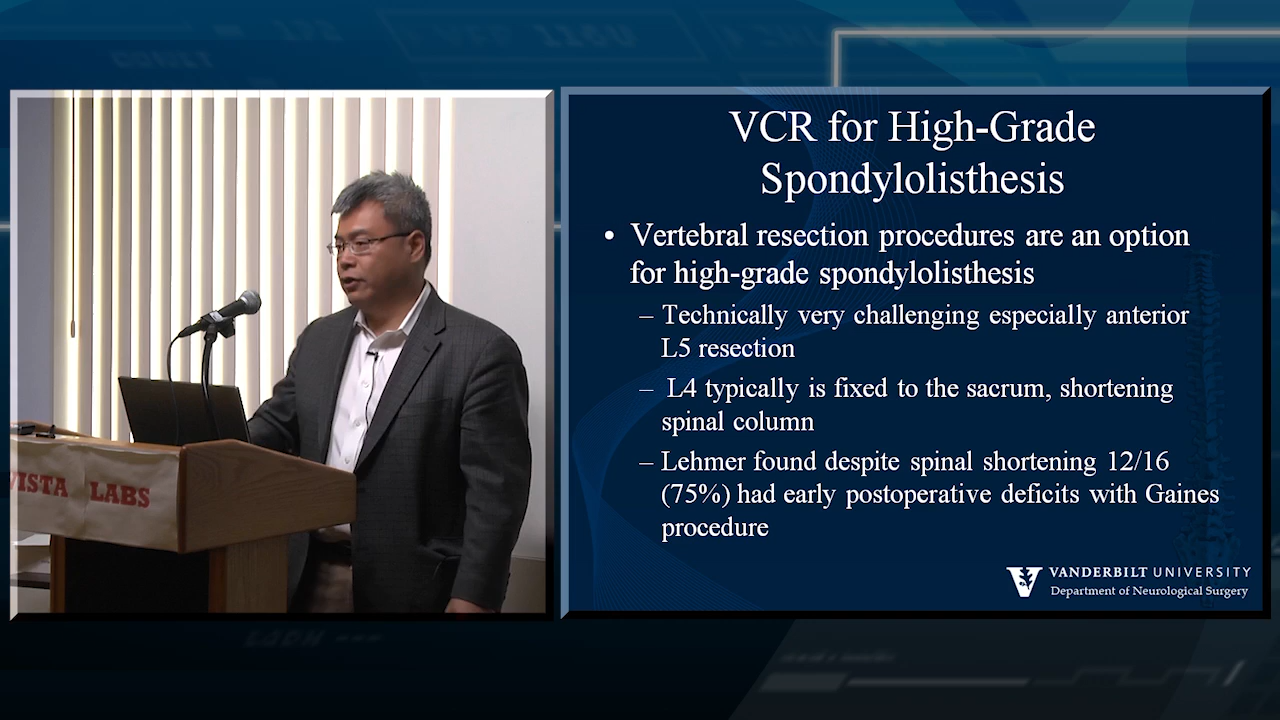 VISTA LABS
VCR for High-Grade
Spondylolisthesis
• Vertebral resection procedures are an option
for high-grade spondylolisthesis
– Technically very challenging especially anterior
L5 resection
– L4 typically is fixed to the sacrum, shortening
spinal column
– Lehmer found despite spinal shortening 12/16
(75%) had early postoperative deficits with Gaines
procedure
V
VANDERBILT UNIVERSITY
Department of Neurological Surgery